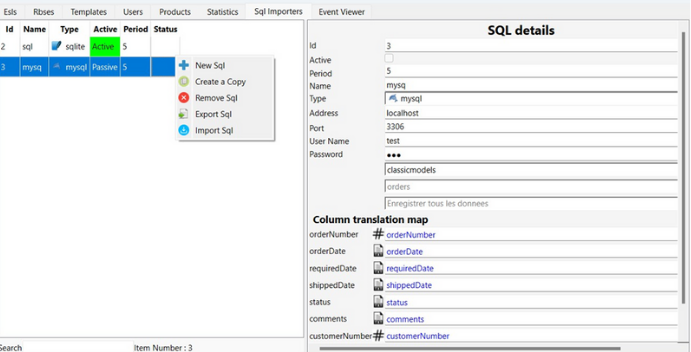 Esls Rbses Templates Users Products Statistics Sql Importers Event Viewer
Id Name Type Active Period Status
2 sql sqlite Active 5
3 mysq mysql Passive 5
New Sql
Create a Copy
Remove Sql
Export Sql
Import Sql
SQL details
Id 3
Active
Period 5
Name mysq
Type mysql
Address localhost
Port 3306
User Name test
Password ●●●
classicmodels
orders
Enregistrer tous les donnees
Column translation map
orderNumber # orderNumber
orderDate orderDate
requiredDate requiredDate
shippedDate shippedDate
status status
comments comments
customerNumber # customerNumber
Search Item Number : 3